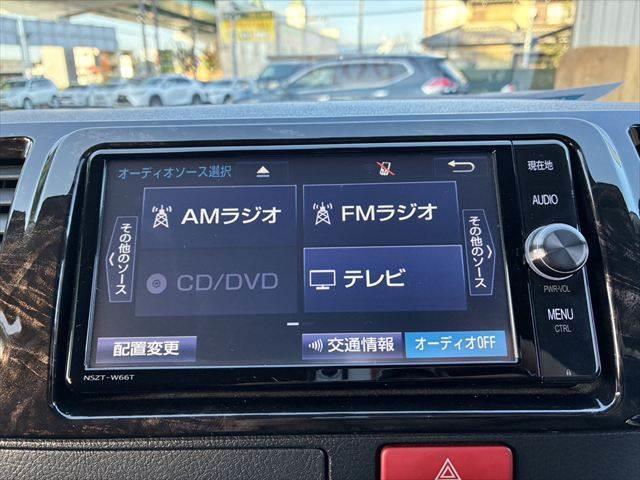 オーディオソース選択
AMラジオ
FMラジオ
その他のソース
その他のソース
CD/DVD
テレビ
配置変更
交通情報
オーディオOFF
NSZT-W66T
現在地
AUDIO
PWR•VOL
MENU
CTRL